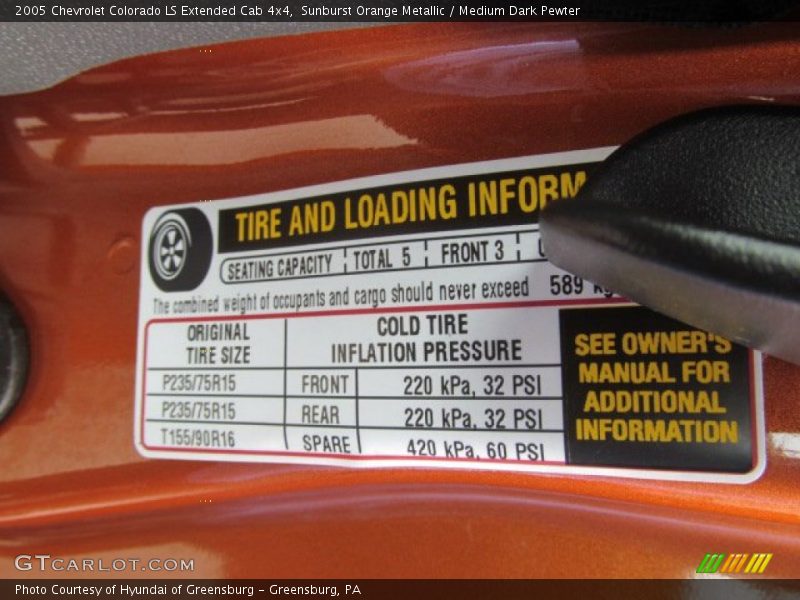 2005 Chevrolet Colorado LS Extended Cab 4x4, Sunburst Orange Metallic / Medium Dark Pewter
TIRE AND LOADING INFORM
SEATING CAPACITY TOTAL 5 FRONT 3
The combined weight of occupants and cargo should never exceed 589 kg
ORIGINAL
TIRE SIZE
COLD TIRE
INFLATION PRESSURE
P235/75R15 FRONT 220 kPa, 32 PSI
P235/75R15 REAR 220 kPa, 32 PSI
T155/90R16 SPARE 420 kPa, 60 PSI
SEE OWNER'S
MANUAL FOR
ADDITIONAL
INFORMATION
GTCARLOT.COM
Photo Courtesy of Hyundai of Greensburg - Greensburg, PA